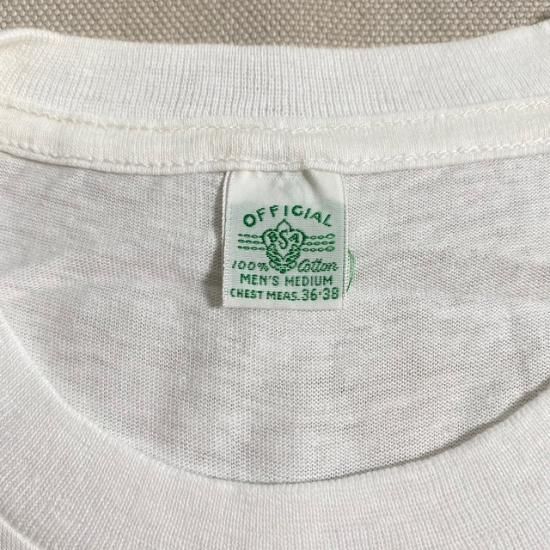 OFFICIAL
BSA
100% Cotton
MEN'S MEDIUM
CHEST MEAS. 36-38